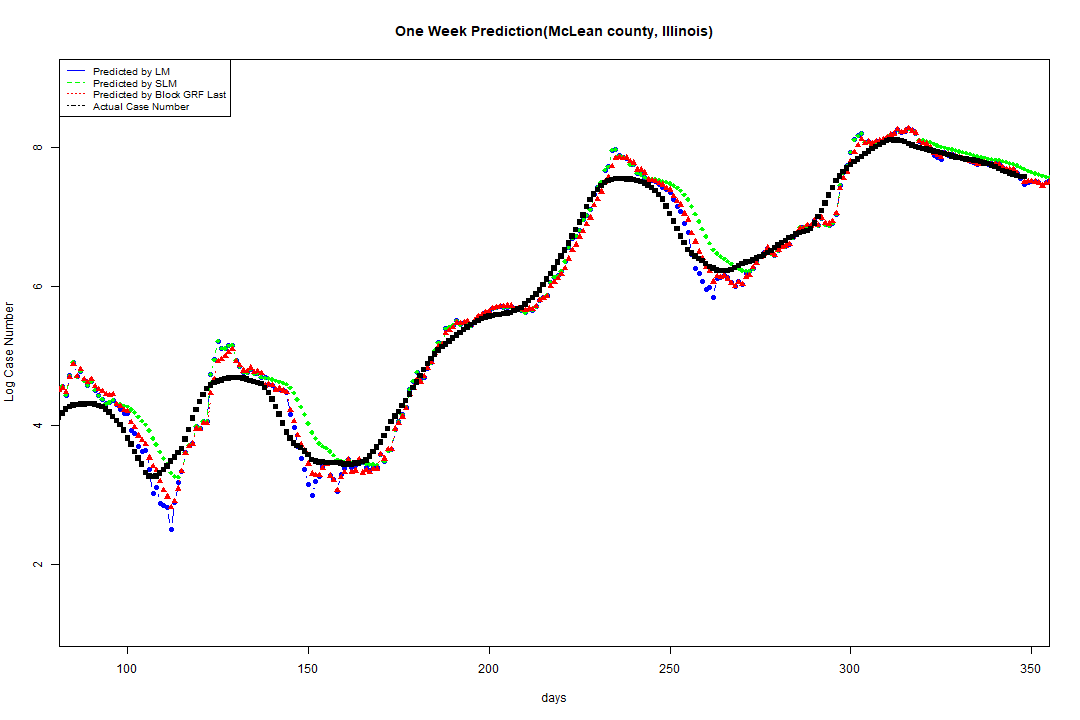 One Week Prediction(McLean county, Illinois)
Predicted by LM
Predicted by SLM
Predicted by Block GRF Last
Actual Case Number
8
6
4
2
Log Case Number
100 150 200 250 300 350
days